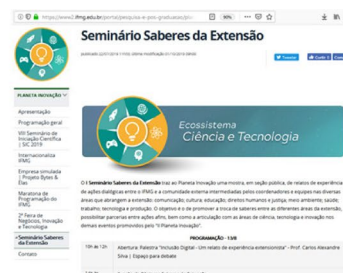 https://www2.ifmg.edu.br/portal/pesquisa-e-pos-graduacao/pl
Seminário Saberes da Extensão
Tweetar
PLANETA INOVAÇÃO
Apresentação
Programação geral
VIII Seminário de
Iniciação Científica
| SIC 2019
Internacionaliza
IFMG
Empresa simulada
| Projeto Bytes &
Elas
Maratona de
Programação do
IFMG
2ª Feira de
Negócios, Inovação
e Tecnologia
Seminário Saberes
da Extensão
Contato
Ecossistema
Ciência e Tecnologia
O I Seminário Saberes da Extensão traz ao Planeta Inovação uma mostra, em seção pública, de relatos de experiência
de ações dialógicas entre o IFMG e a comunidade externa intermediadas pelos coordenadores e equipes nas diversas
áreas que abrangem a extensão: comunicação; cultura; educação; direitos humanos e justiça; meio ambiente; saúde;
trabalho; tecnologia e produção. O objetivo é o de promover a troca de saberes entre as diferentes áreas da extensão,
possibilitar parcerias entre ações afins, bem como a articulação com as áreas de ciência, tecnologia e inovação nos
demais eventos promovidos pelo "II Planeta Inovação".
PROGRAMAÇÃO - 13/8
10h às 12h Abertura: Palestra "Inclusão Digital - Um relato de experiência extensionista" - Prof. Carlos Alexandre
Silva | Espaço para debate.